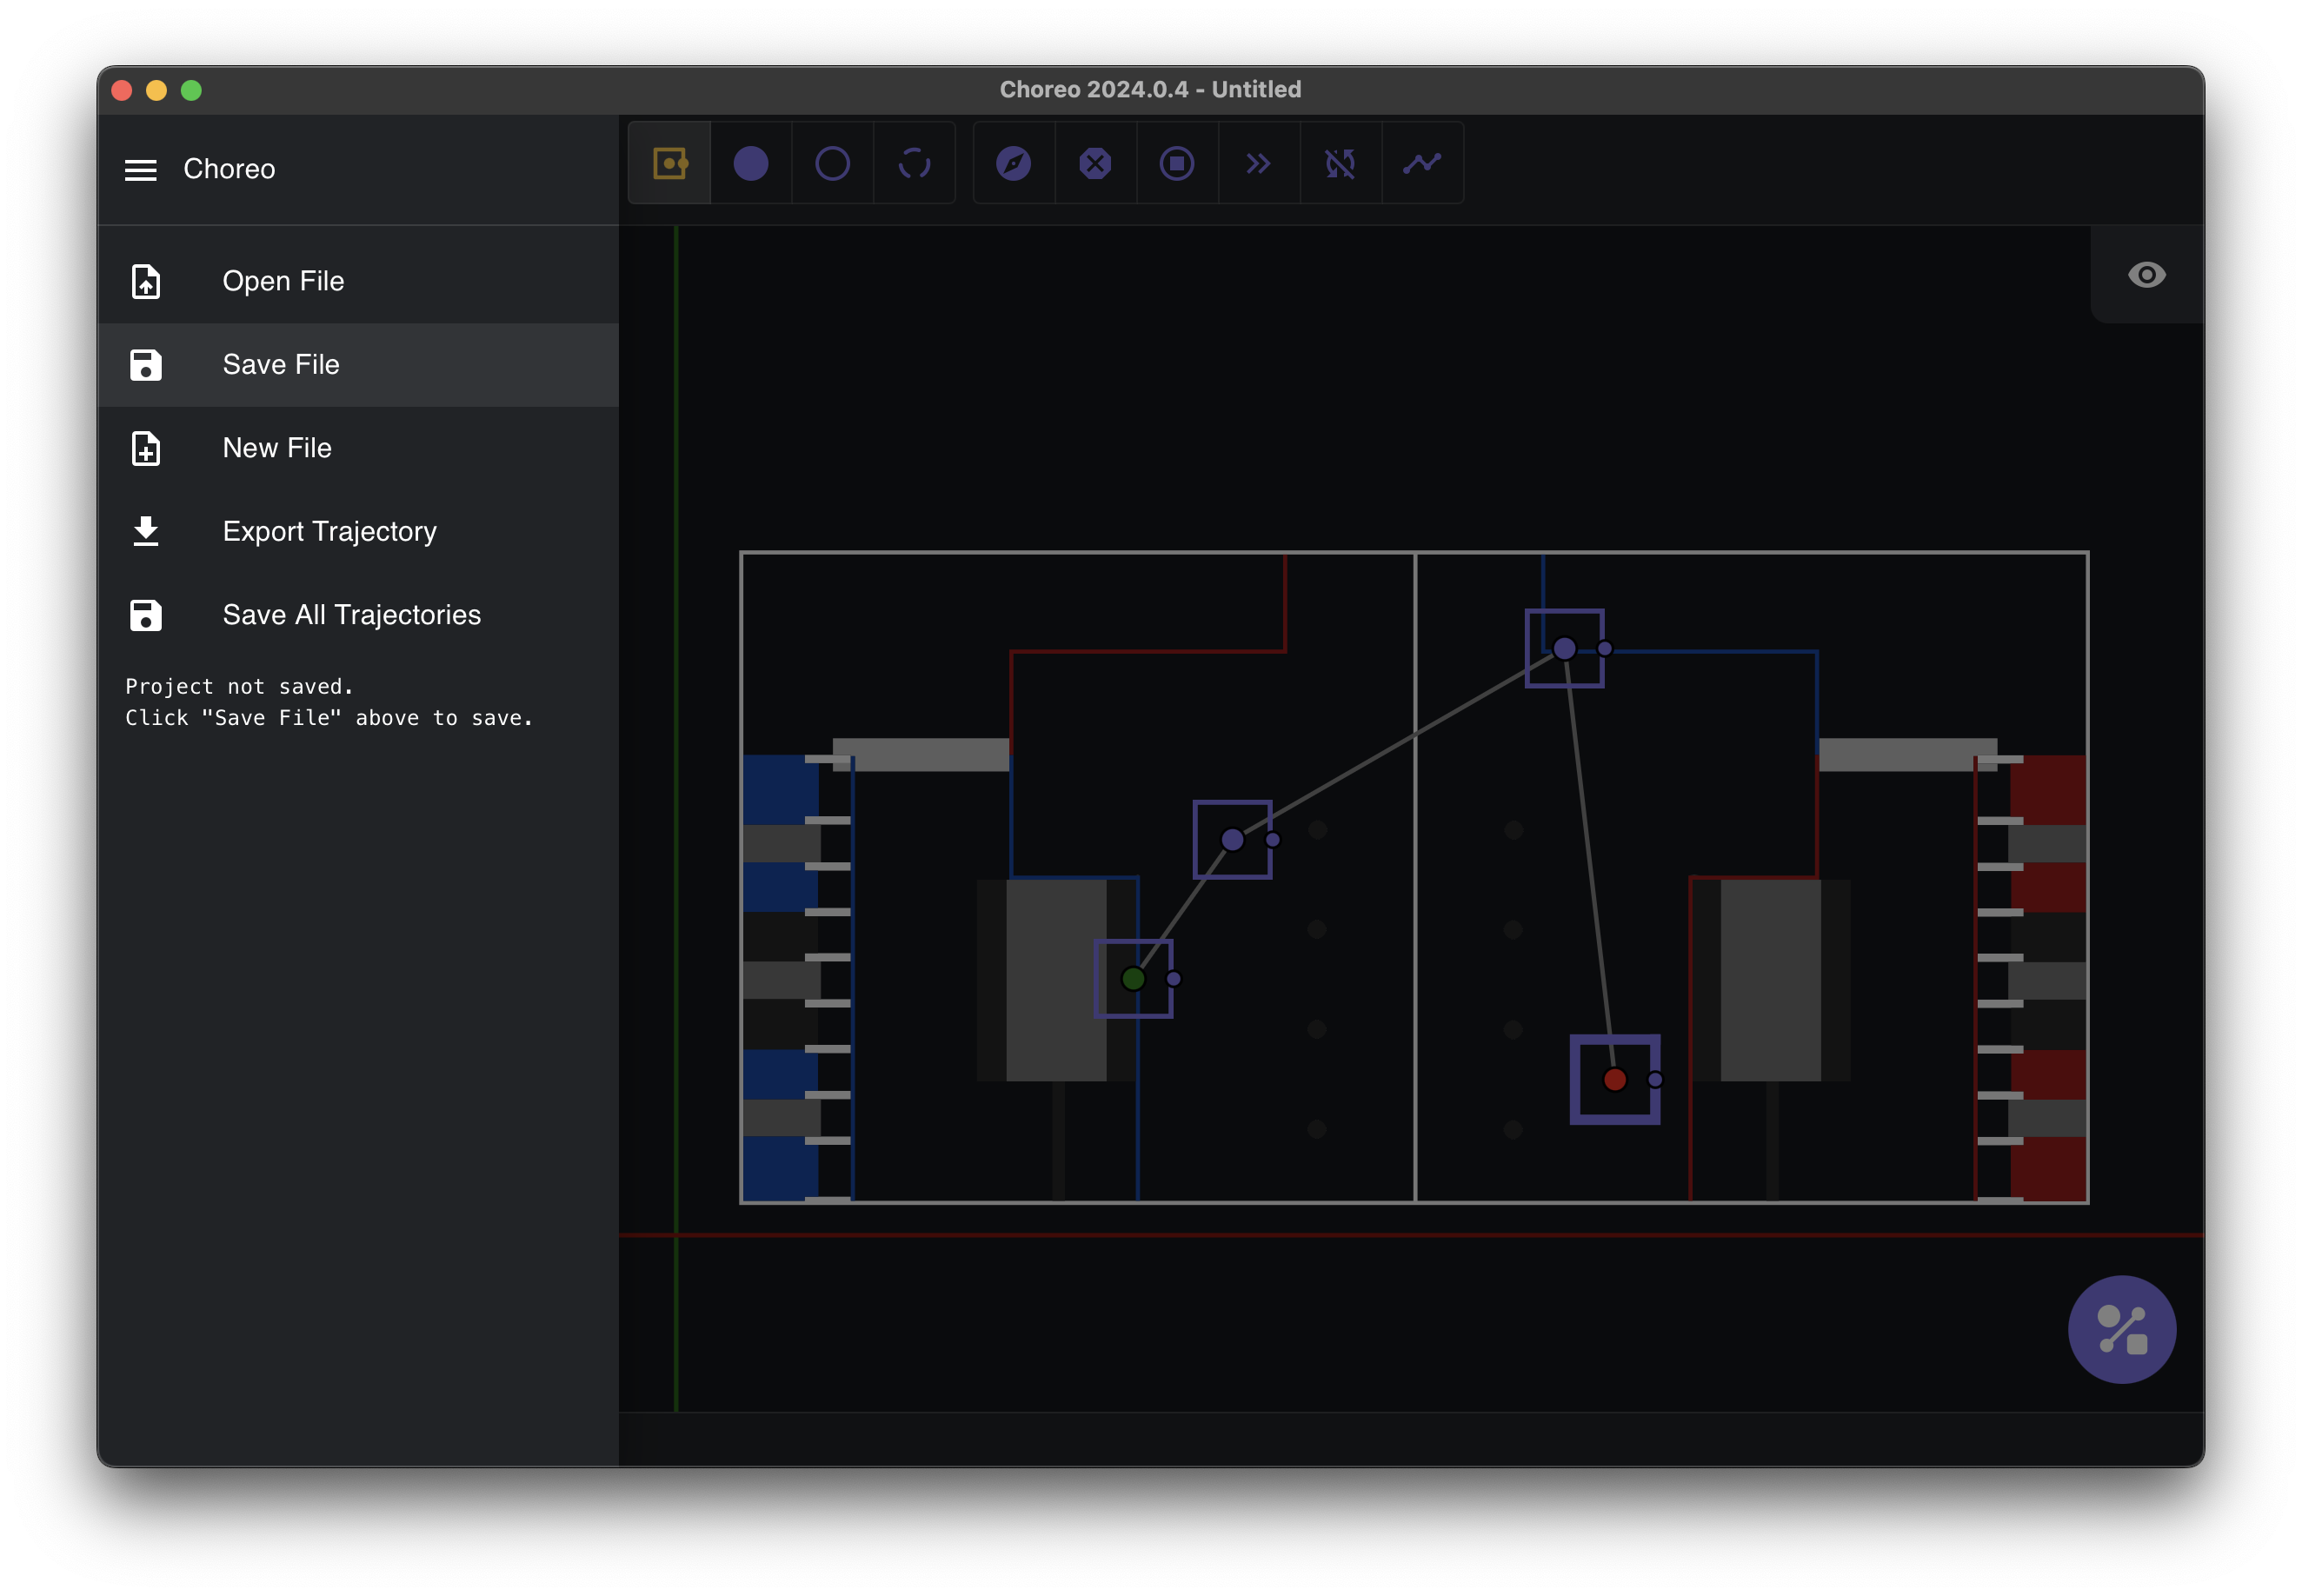 Choreo 2024.0.4 - Untitled
Choreo
Open File
Save File
New File
Export Trajectory
Save All Trajectories
Project not saved.
Click "Save File" above to save.